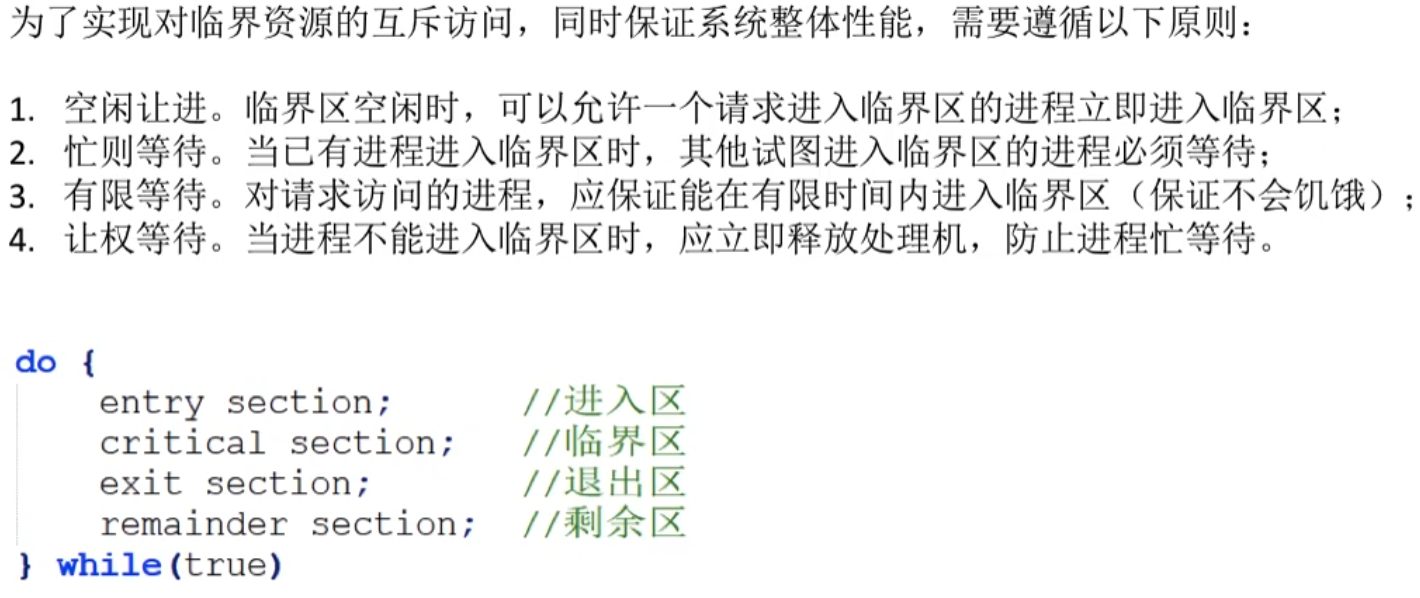 为了实现对临界资源的互斥访问，同时保证系统整体性能，需要遵循以下原则：
1. 空闲让进。临界区空闲时，可以允许一个请求进入临界区的进程立即进入临界区；
2. 忙则等待。当已有进程进入临界区时，其他试图进入临界区的进程必须等待；
3. 有限等待。对请求访问的进程，应保证能在有限时间内进入临界区（保证不会饥饿）；
4. 让权等待。当进程不能进入临界区时，应立即释放处理机，防止进程忙等待。
do {
    entry section;      //进入区
    critical section;   //临界区
    exit section;       //退出区
    remainder section;  //剩余区
} while(true)